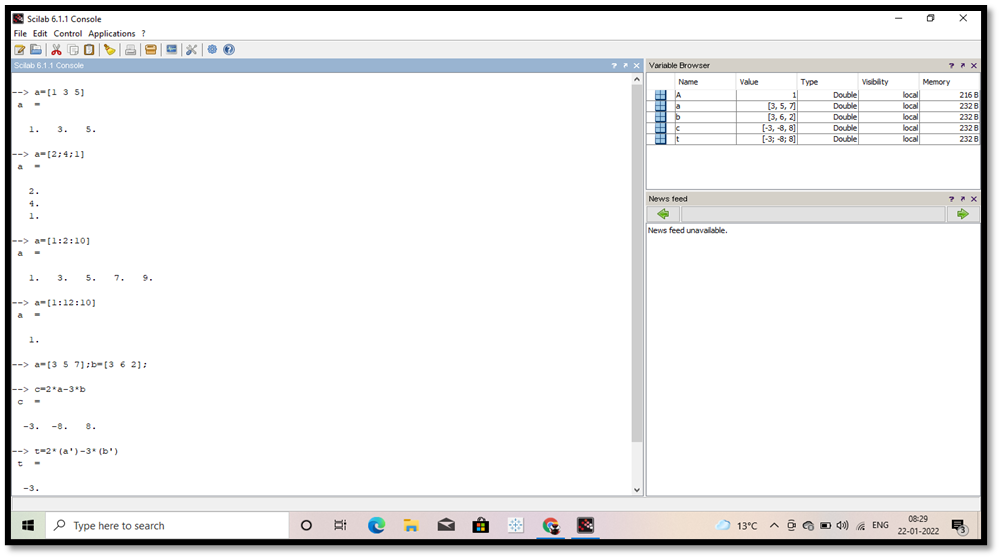 Scilab 6.1.1 Console
File Edit Control Applications ?
Scilab 6.1.1 Console
--> a=[1 3 5]
a =
1. 3. 5.
--> a=[2;4;1]
a =
2.
4.
1.
--> a=[1:2:10]
a =
1. 3. 5. 7. 9.
--> a=[1:12:10]
a =
1.
--> a=[3 5 7];b=[3 6 2];
--> c=2*a-3*b
c =
-3. -8. 8.
--> t=2*(a')-3*(b')
t =
-3.
Variable Browser
Name Value Type Visibility Memory
A 1 Double local 216 B
a [3, 5, 7] Double local 232 B
b [3, 6, 2] Double local 232 B
c [-3, -8, 8] Double local 232 B
t [-3; -8; 8] Double local 232 B
News feed
News feed unavailable.
Type here to search
13°C
ENG
08:29
22-01-2022
3